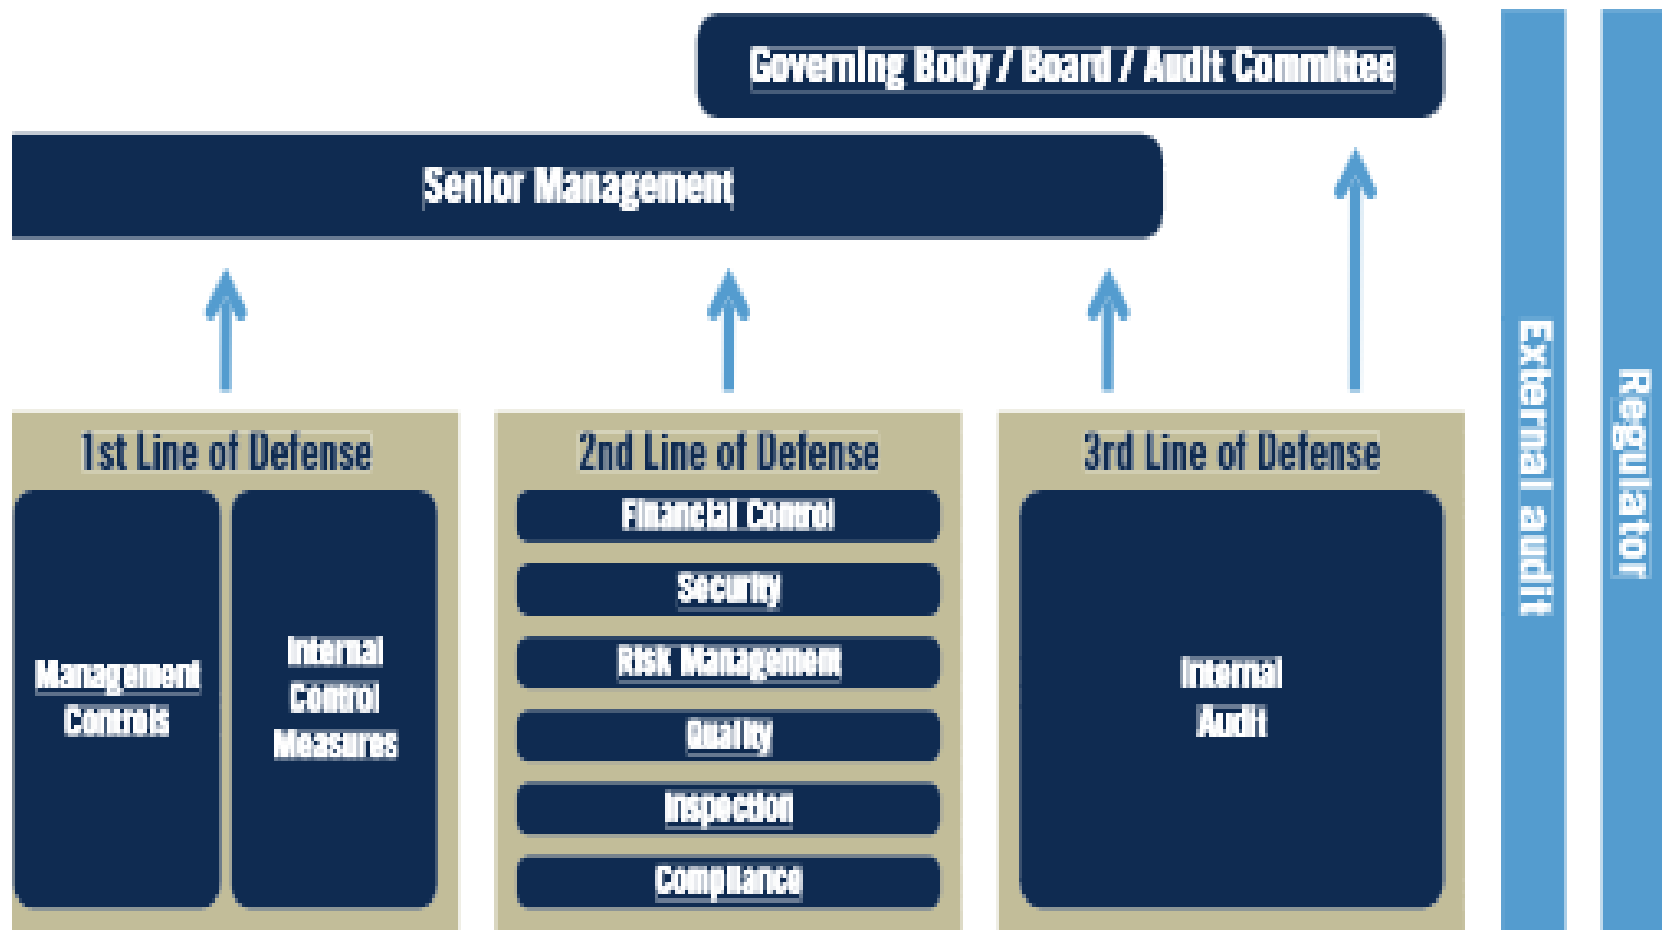 Governing Body / Board / Audit Committee
Senior Management
1st Line of Defense
Management
Controls
Internal
Control
Measures
2nd Line of Defense
Financial Control
Security
Risk Management
Quality
Inspection
Compliance
3rd Line of Defense
Internal
Audit
External audit
Regulator